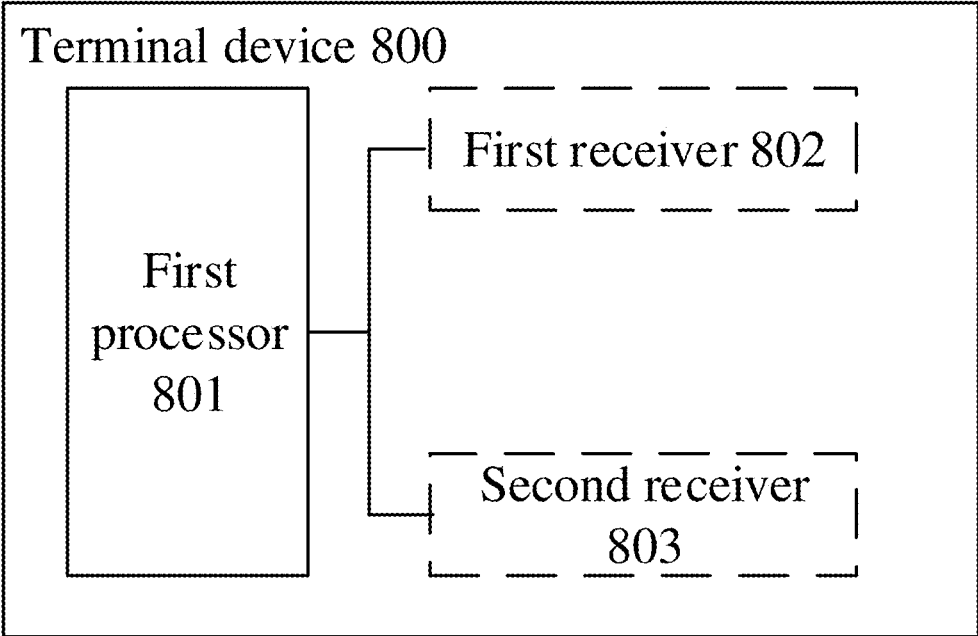 Terminal device 800
First
processor
801
First receiver 802
Second receiver
803